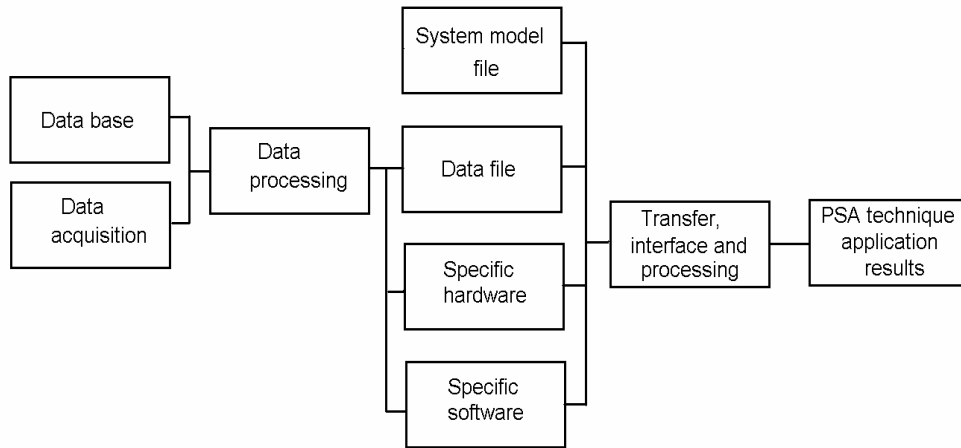 System model
file
Data base
Data
processing
Data file
Data
acquisition
Transfer,
interface and
processing
PSA technique
application
results
Specific
hardware
Specific
software